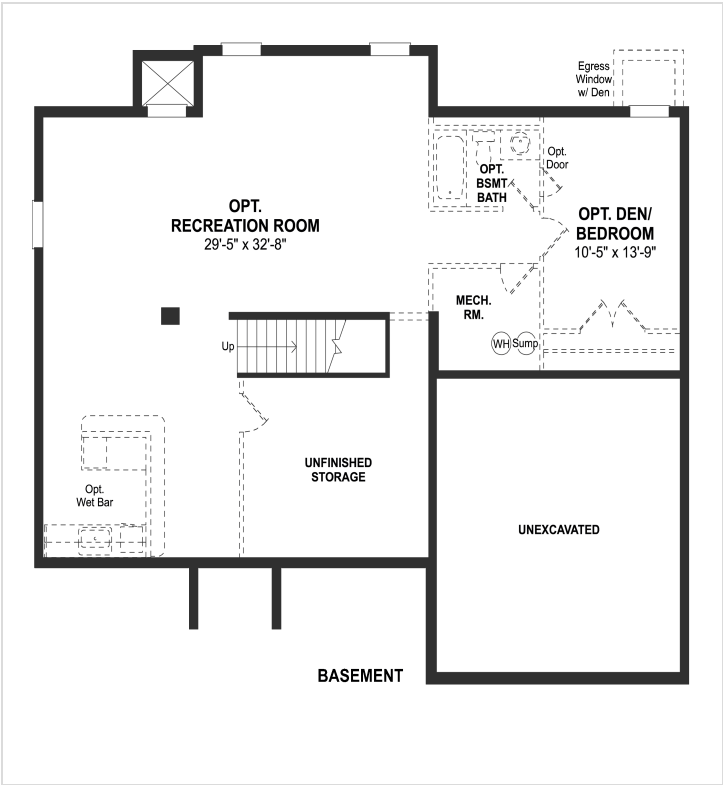 Egress
Window
w/ Den
Opt.
Door
OPT.
BSMT
BATH
OPT.
RECREATION ROOM
29'-5" x 32'-8"
OPT. DEN/
BEDROOM
10'-5" x 13'-9"
MECH.
RM.
WH
Sump
Up
UNFINISHED
STORAGE
Opt.
Wet Bar
UNEXCAVATED
BASEMENT